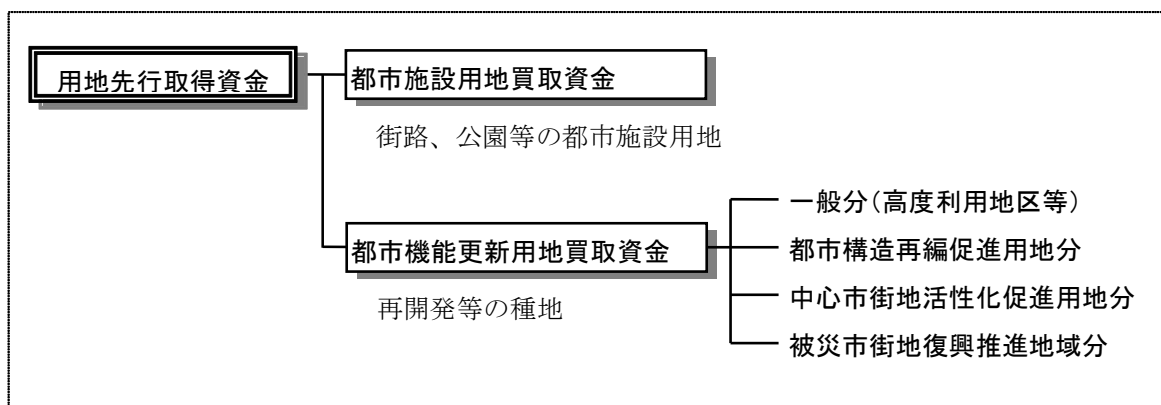 用地先行取得資金
都市施設用地買取資金
街路、公園等の都市施設用地
都市機能更新用地買取資金
再開発等の種地
一般分(高度利用地区等)
都市構造再編促進用地分
中心市街地活性化促進用地分
被災市街地復興推進地域分